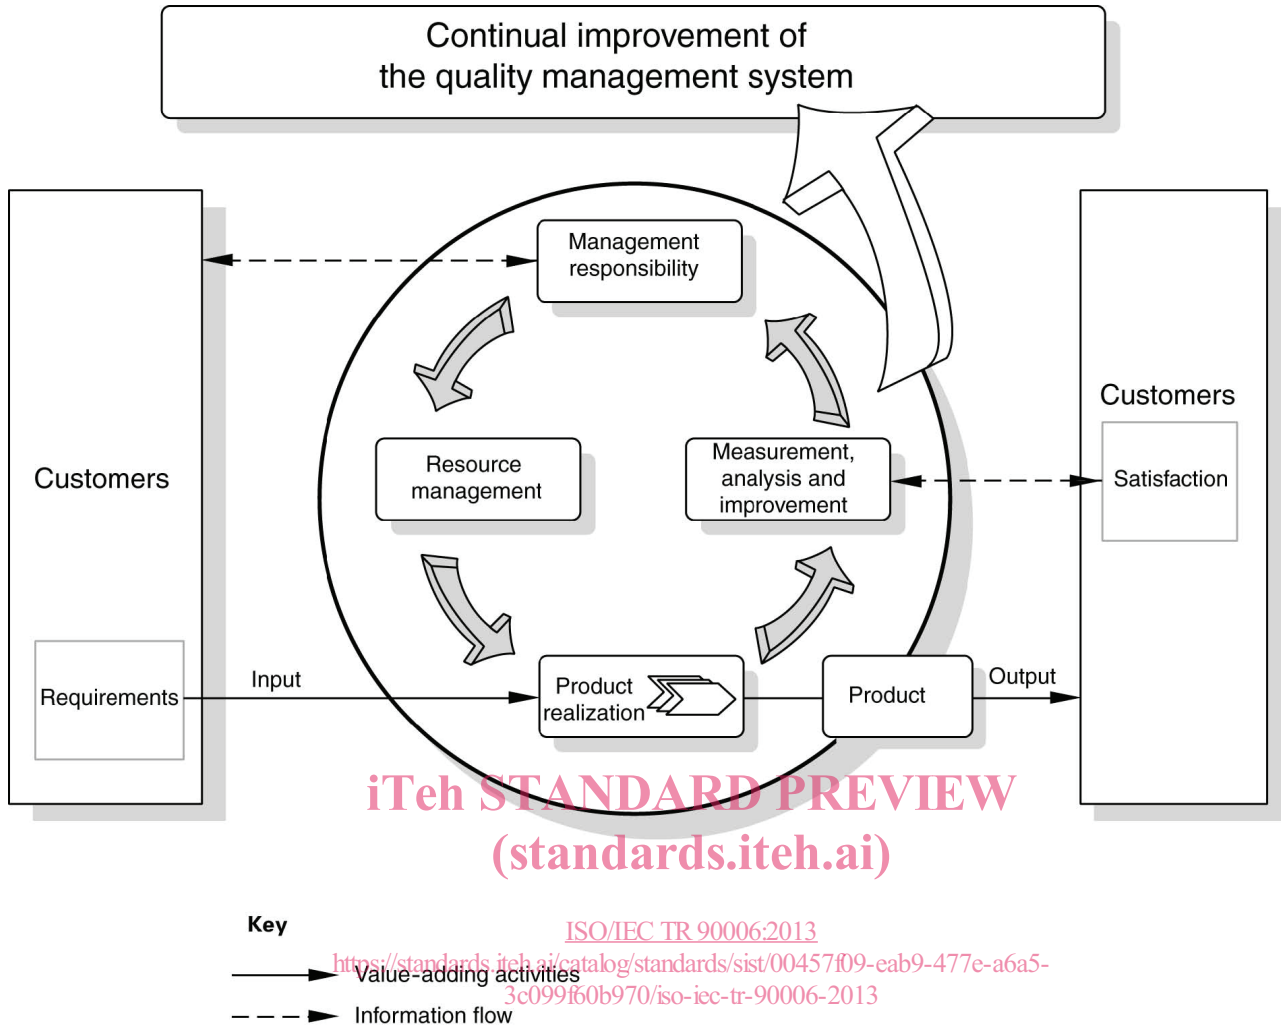 Continual improvement of
the quality management system
Management
responsibility
Customers
Resource
management
Measurement,
analysis and
improvement
Customers
Satisfaction
Requirements
Input
Product
realization
Product
Output
iTeh STANDARD PREVIEW
(standards.iteh.ai)
Key
ISO/IEC TR 90006:2013
https://standards.iteh.ai/catalog/standards/sist/00457f09-eab9-477e-a6a5-
Value-adding activities
3c099f60b970/iso-iec-tr-90006-2013
Information flow